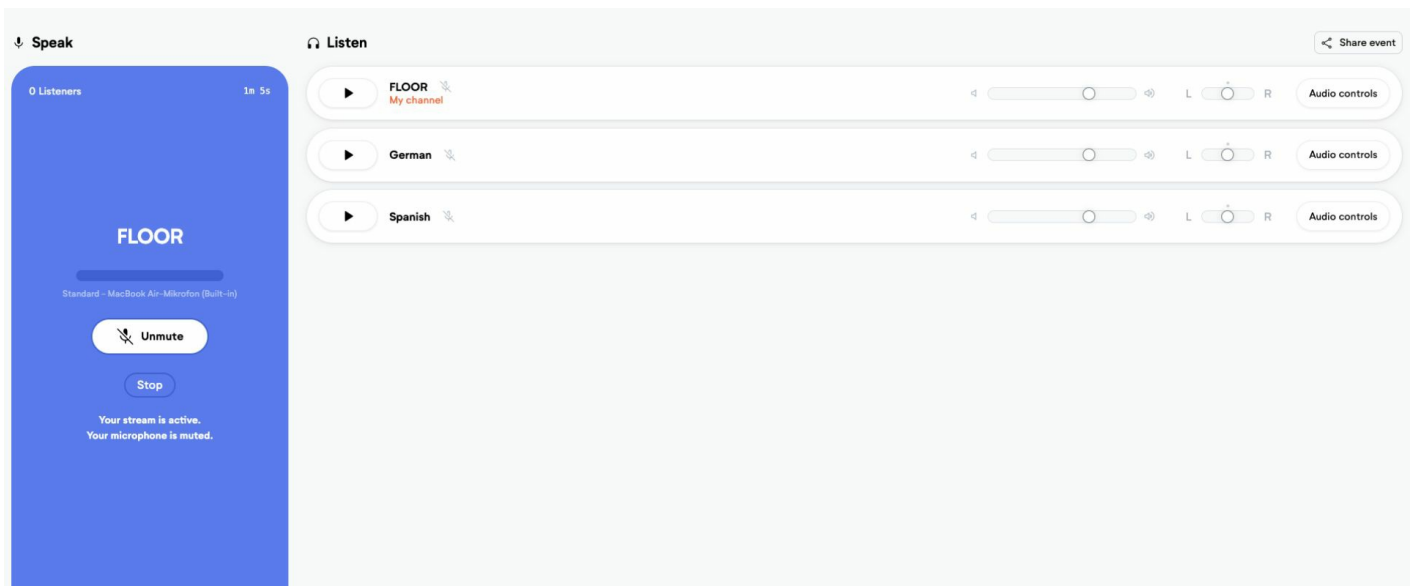 Speak
0 Listeners 1m 5s
FLOOR
Standard - MacBook Air-Mikrofon (Built-in)
Unmute
Stop
Your stream is active.
Your microphone is muted.
Listen
Share event
FLOOR
My channel
L R Audio controls
German
L R Audio controls
Spanish
L R Audio controls